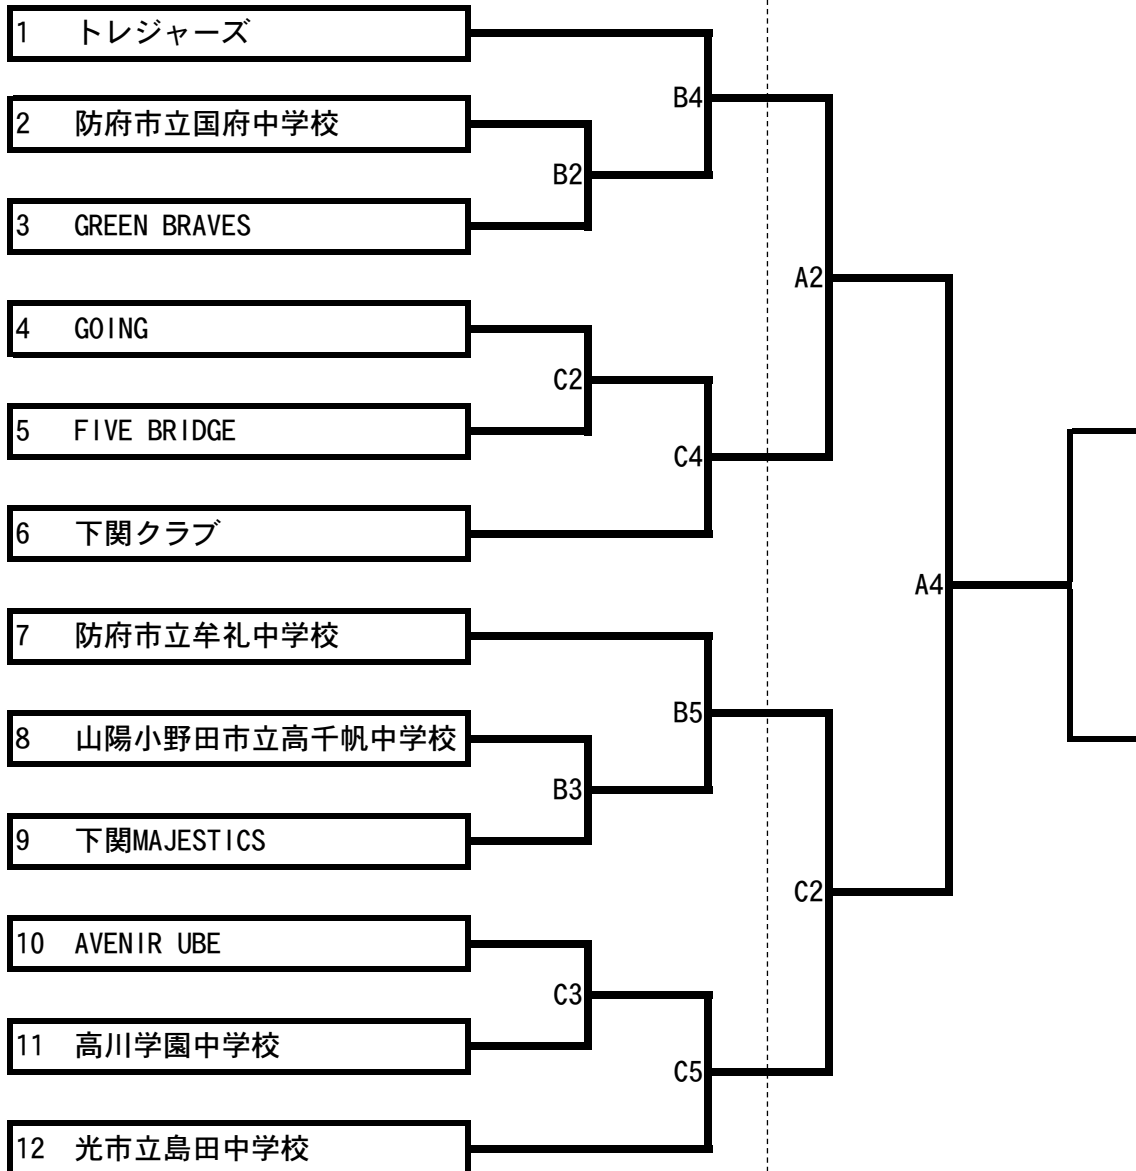 1 トレジャーズ
B4
2 防府市立国府中学校
B2
3 GREEN BRAVES
A2
4 GOING
C2
5 FIVE BRIDGE
C4
6 下関クラブ
A4
7 防府市立牟礼中学校
B5
8 山陽小野田市立高千帆中学校
B3
9 下関MAJESTICS
C2
10 AVENIR UBE
C3
11 高川学園中学校
C5
12 光市立島田中学校